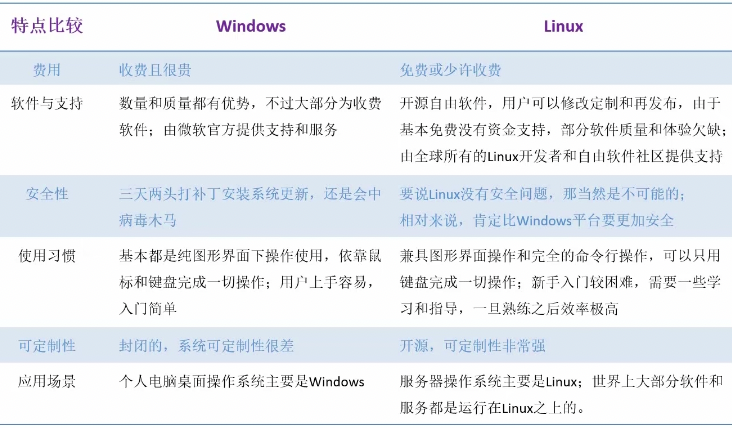 特点比较 Windows Linux
费用 收费且很贵 免费或少许收费
软件与支持 数量和质量都有优势，不过大部分为收费软件；由微软官方提供支持和服务 开源自由软件，用户可以修改定制和再发布，由于基本免费没有资金支持，部分软件质量和体验欠缺；由全球所有的Linux开发者和自由软件社区提供支持
安全性 三天两头打补丁安装系统更新，还是会中病毒木马 要说Linux没有安全问题，那当然是不可能的；相对来说，肯定比Windows平台要更加安全
使用习惯 基本都是纯图形界面下操作使用，依靠鼠标和键盘完成一切操作；用户上手容易，入门简单 兼具图形界面操作和完全的命令行操作，可以只用键盘完成一切操作；新手入门较困难，需要一些学习和指导，一旦熟练之后效率极高
可定制性 封闭的，系统可定制性很差 开源，可定制性非常强
应用场景 个人电脑桌面操作系统主要是Windows 服务器操作系统主要是Linux；世界上大部分软件和服务都是运行在Linux之上的。